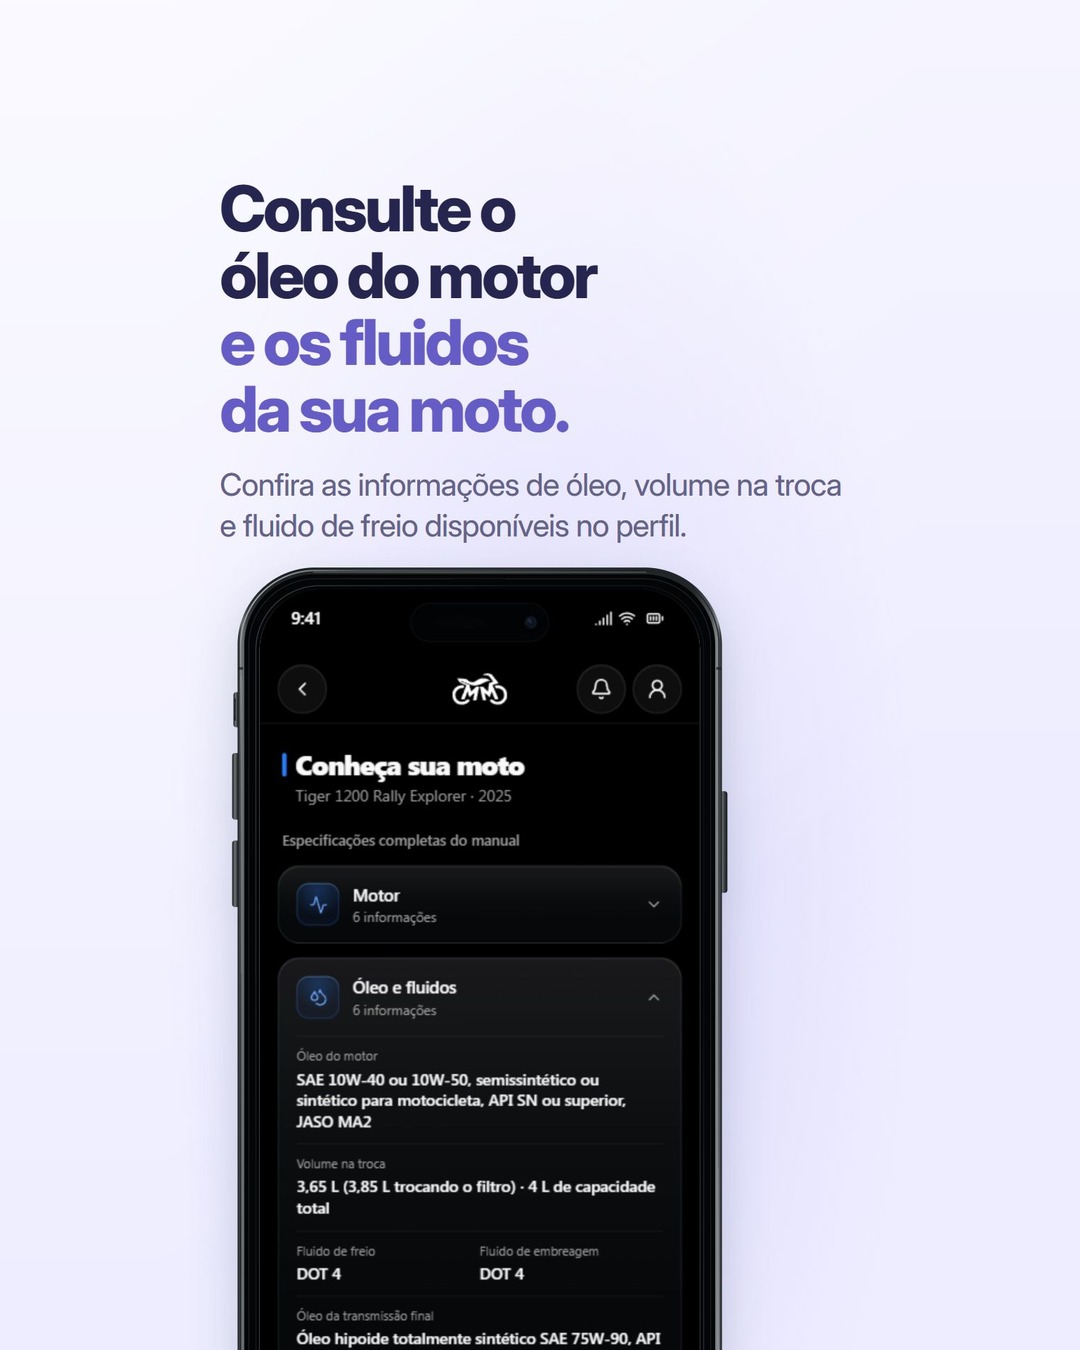 Consulte o
óleo do motor
e os fluidos
da sua moto.
Confira as informações de óleo, volume na troca
e fluido de freio disponíveis no perfil.
9:41
MM
Conheça sua moto
Tiger 1200 Rally Explorer · 2025
Especificações completas do manual
Motor
6 informações
Óleo e fluidos
6 informações
Óleo do motor
SAE 10W-40 ou 10W-50, semissintético ou
sintético para motocicleta, API SN ou superior,
JASO MA2
Volume na troca
3,65 L (3,85 L trocando o filtro) · 4 L de capacidade
total
Fluido de freio Fluido de embreagem
DOT 4 DOT 4
Óleo da transmissão final
Óleo hipoide totalmente sintético SAE 75W-90, API